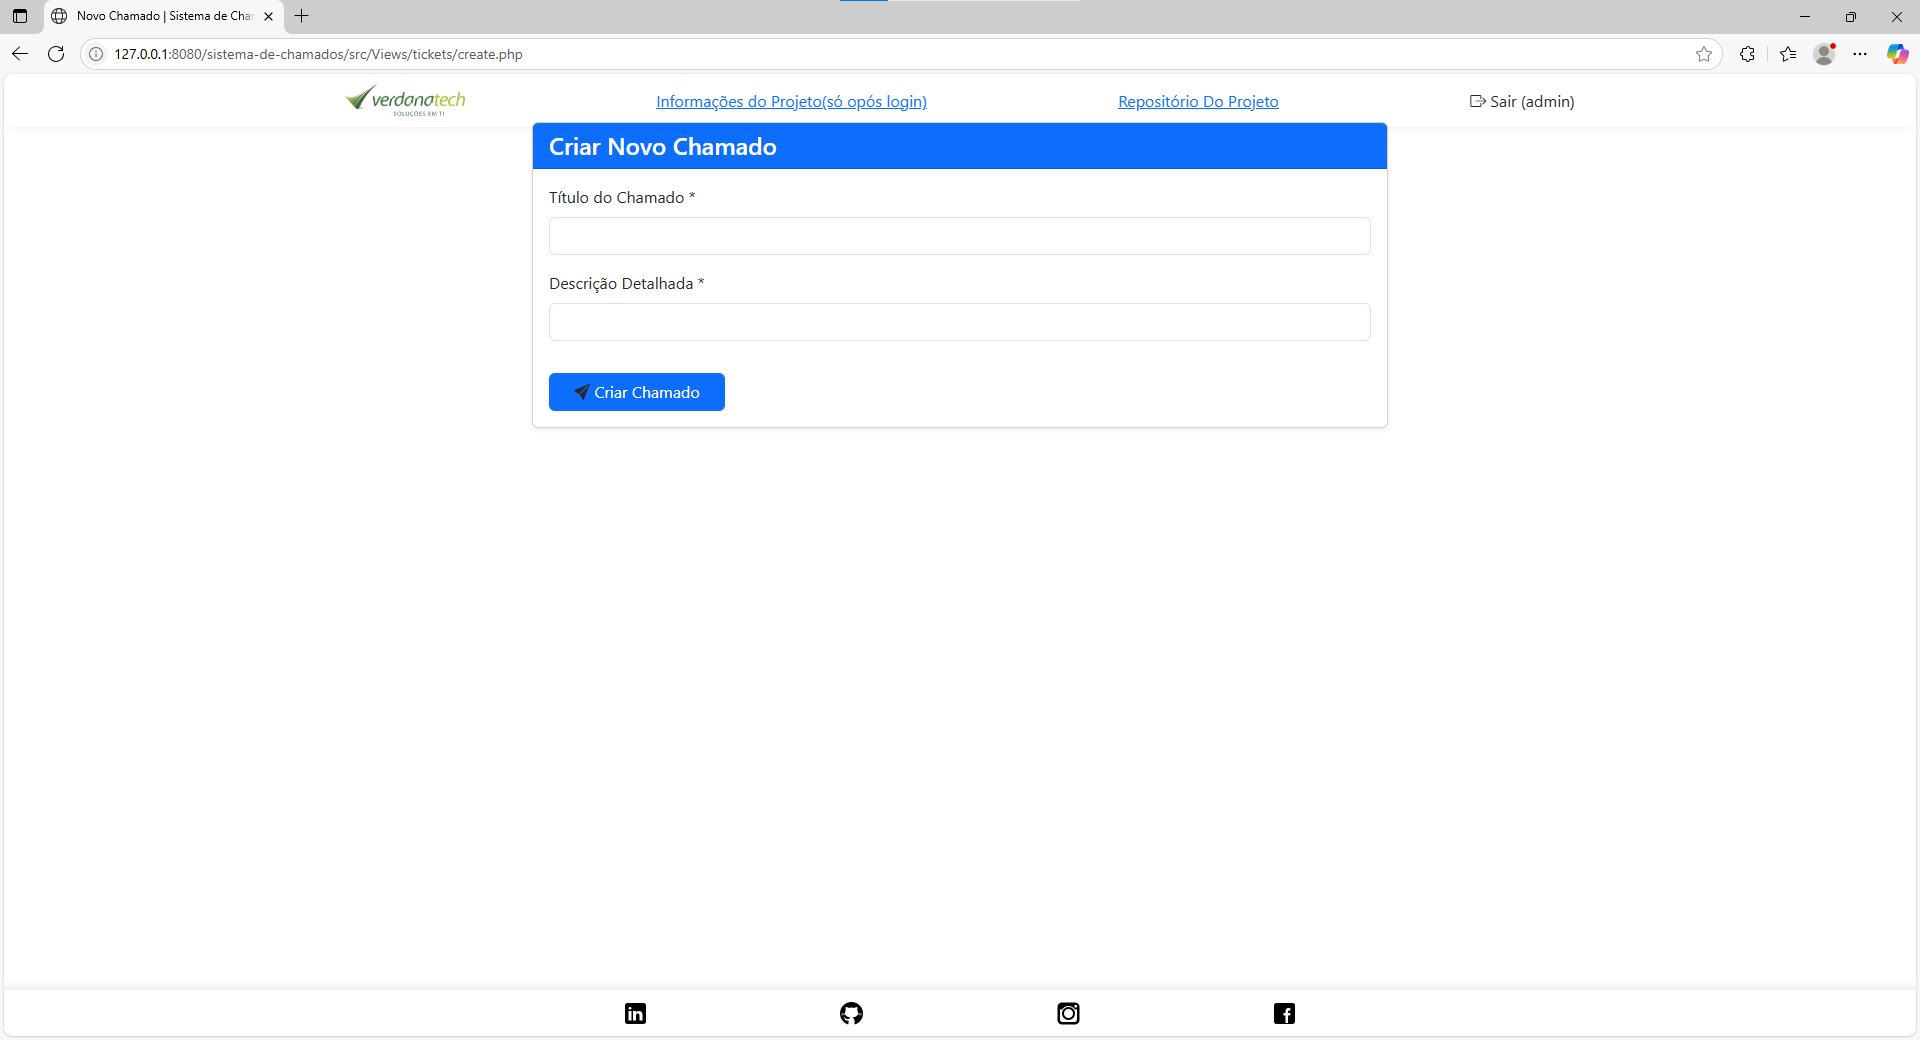 Novo Chamado | Sistema de Cha
127.0.0.1:8080/sistema-de-chamados/src/Views/tickets/create.php
verdanatech
SOLUÇÕES EM TI
Informações do Projeto(só opós login)
Repositório Do Projeto
Sair (admin)
Criar Novo Chamado
Título do Chamado *
Descrição Detalhada *
Criar Chamado